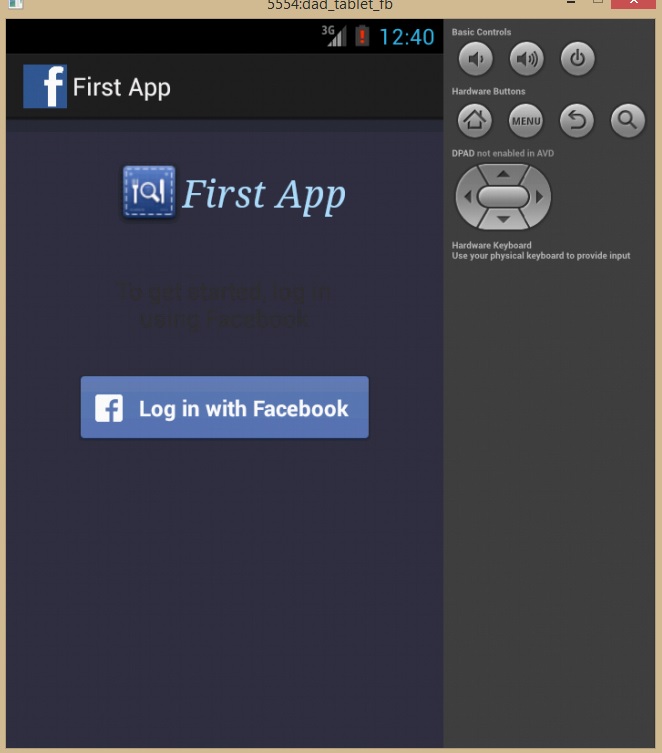 5554:dad_tablet_fb
3G
12:40
Basic Controls
First App
Hardware Buttons
MENU
DPAD not enabled in AVD
First App
Hardware Keyboard
Use your physical keyboard to provide input
To get started, log in
using Facebook
Log in with Facebook